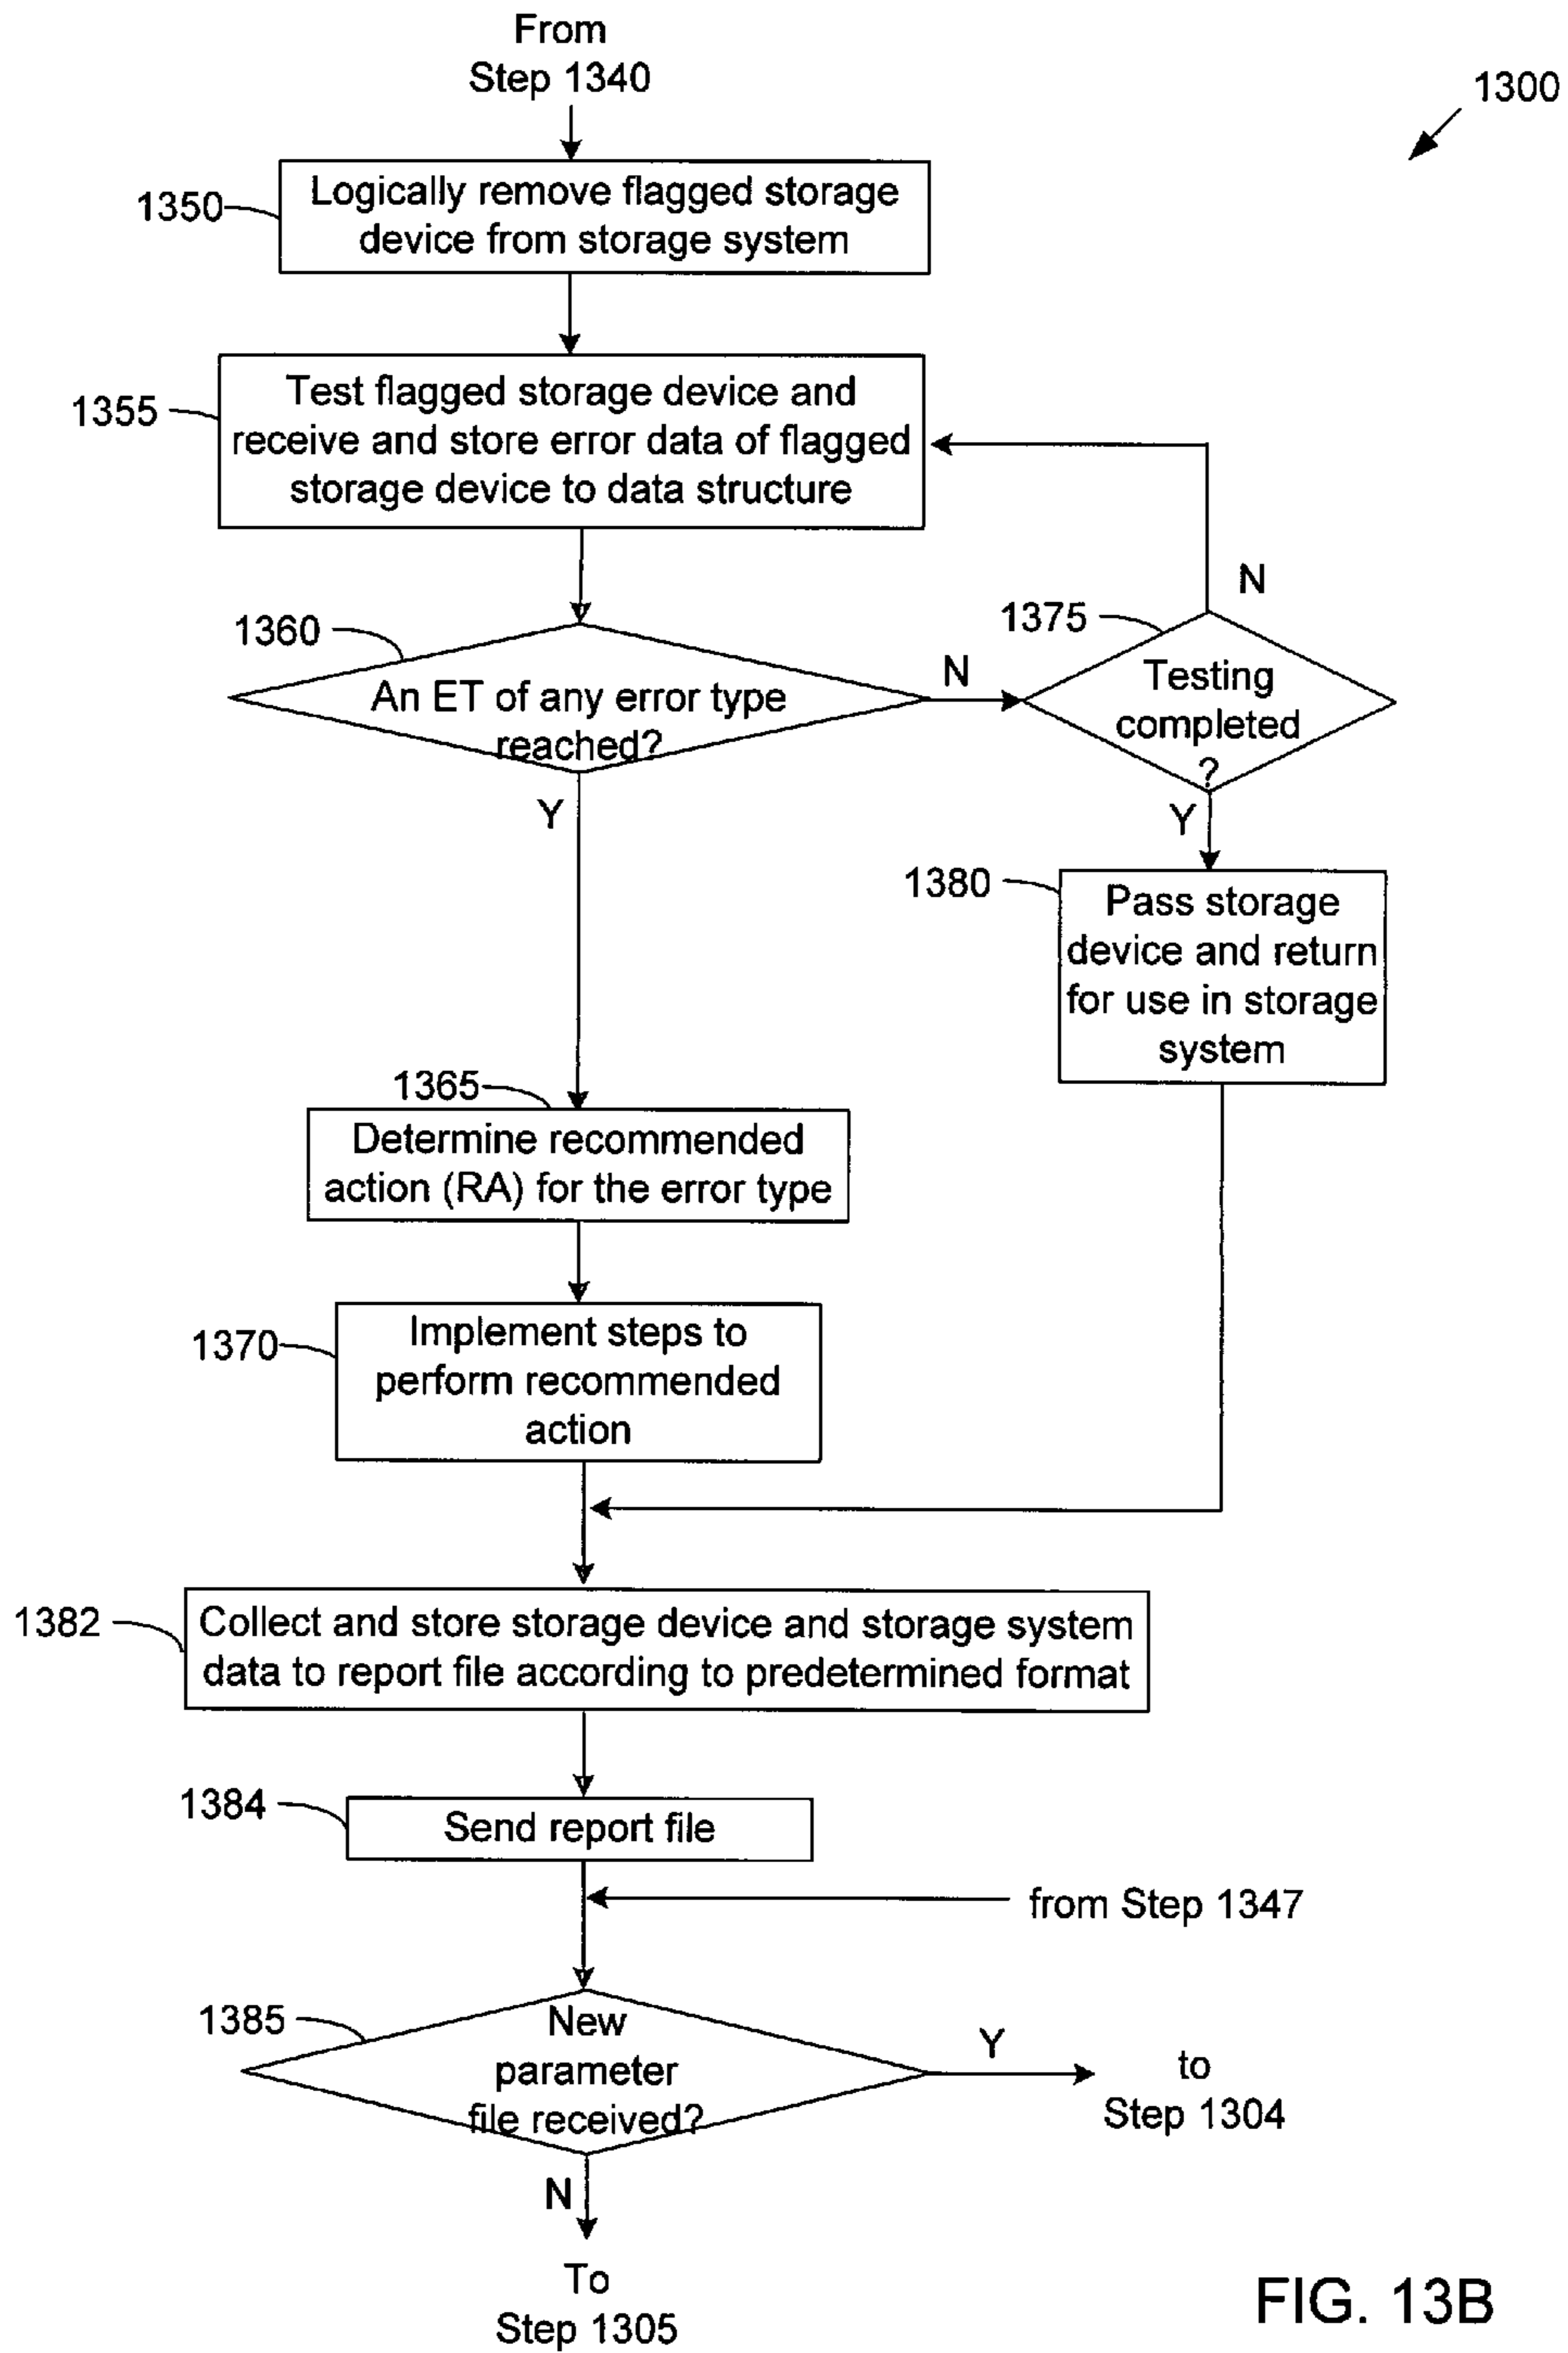 From
Step 1340
1300
1350
Logically remove flagged storage
device from storage system
1355
Test flagged storage device and
receive and store error data of flagged
storage device to data structure
N
1360
An ET of any error type
reached?
N
1375
Testing
completed
?
Y
Y
1380
Pass storage
device and return
for use in storage
system
1365
Determine recommended
action (RA) for the error type
1370
Implement steps to
perform recommended
action
1382
Collect and store storage device and storage system
data to report file according to predetermined format
1384
Send report file
from Step 1347
1385
New
parameter
file received?
Y
to
Step 1304
N
To
Step 1305
FIG. 13B